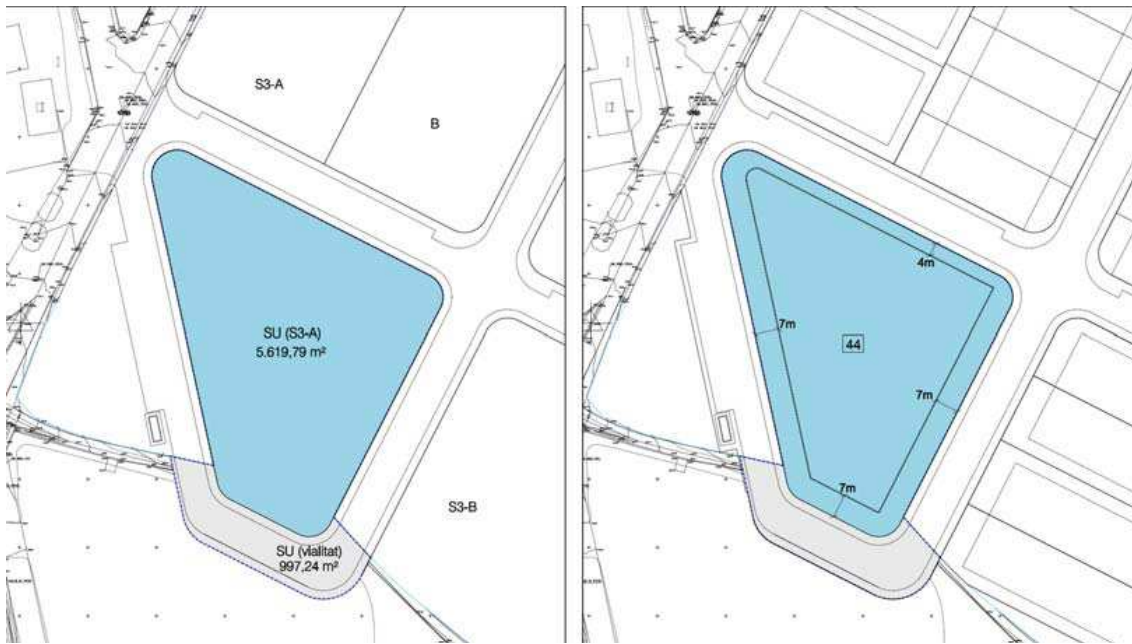 S3-A
B
SU (S3-A)
5.619,79 m²
S3-B
SU (vialitat)
997,24 m²
4m
7m
44
7m
7m